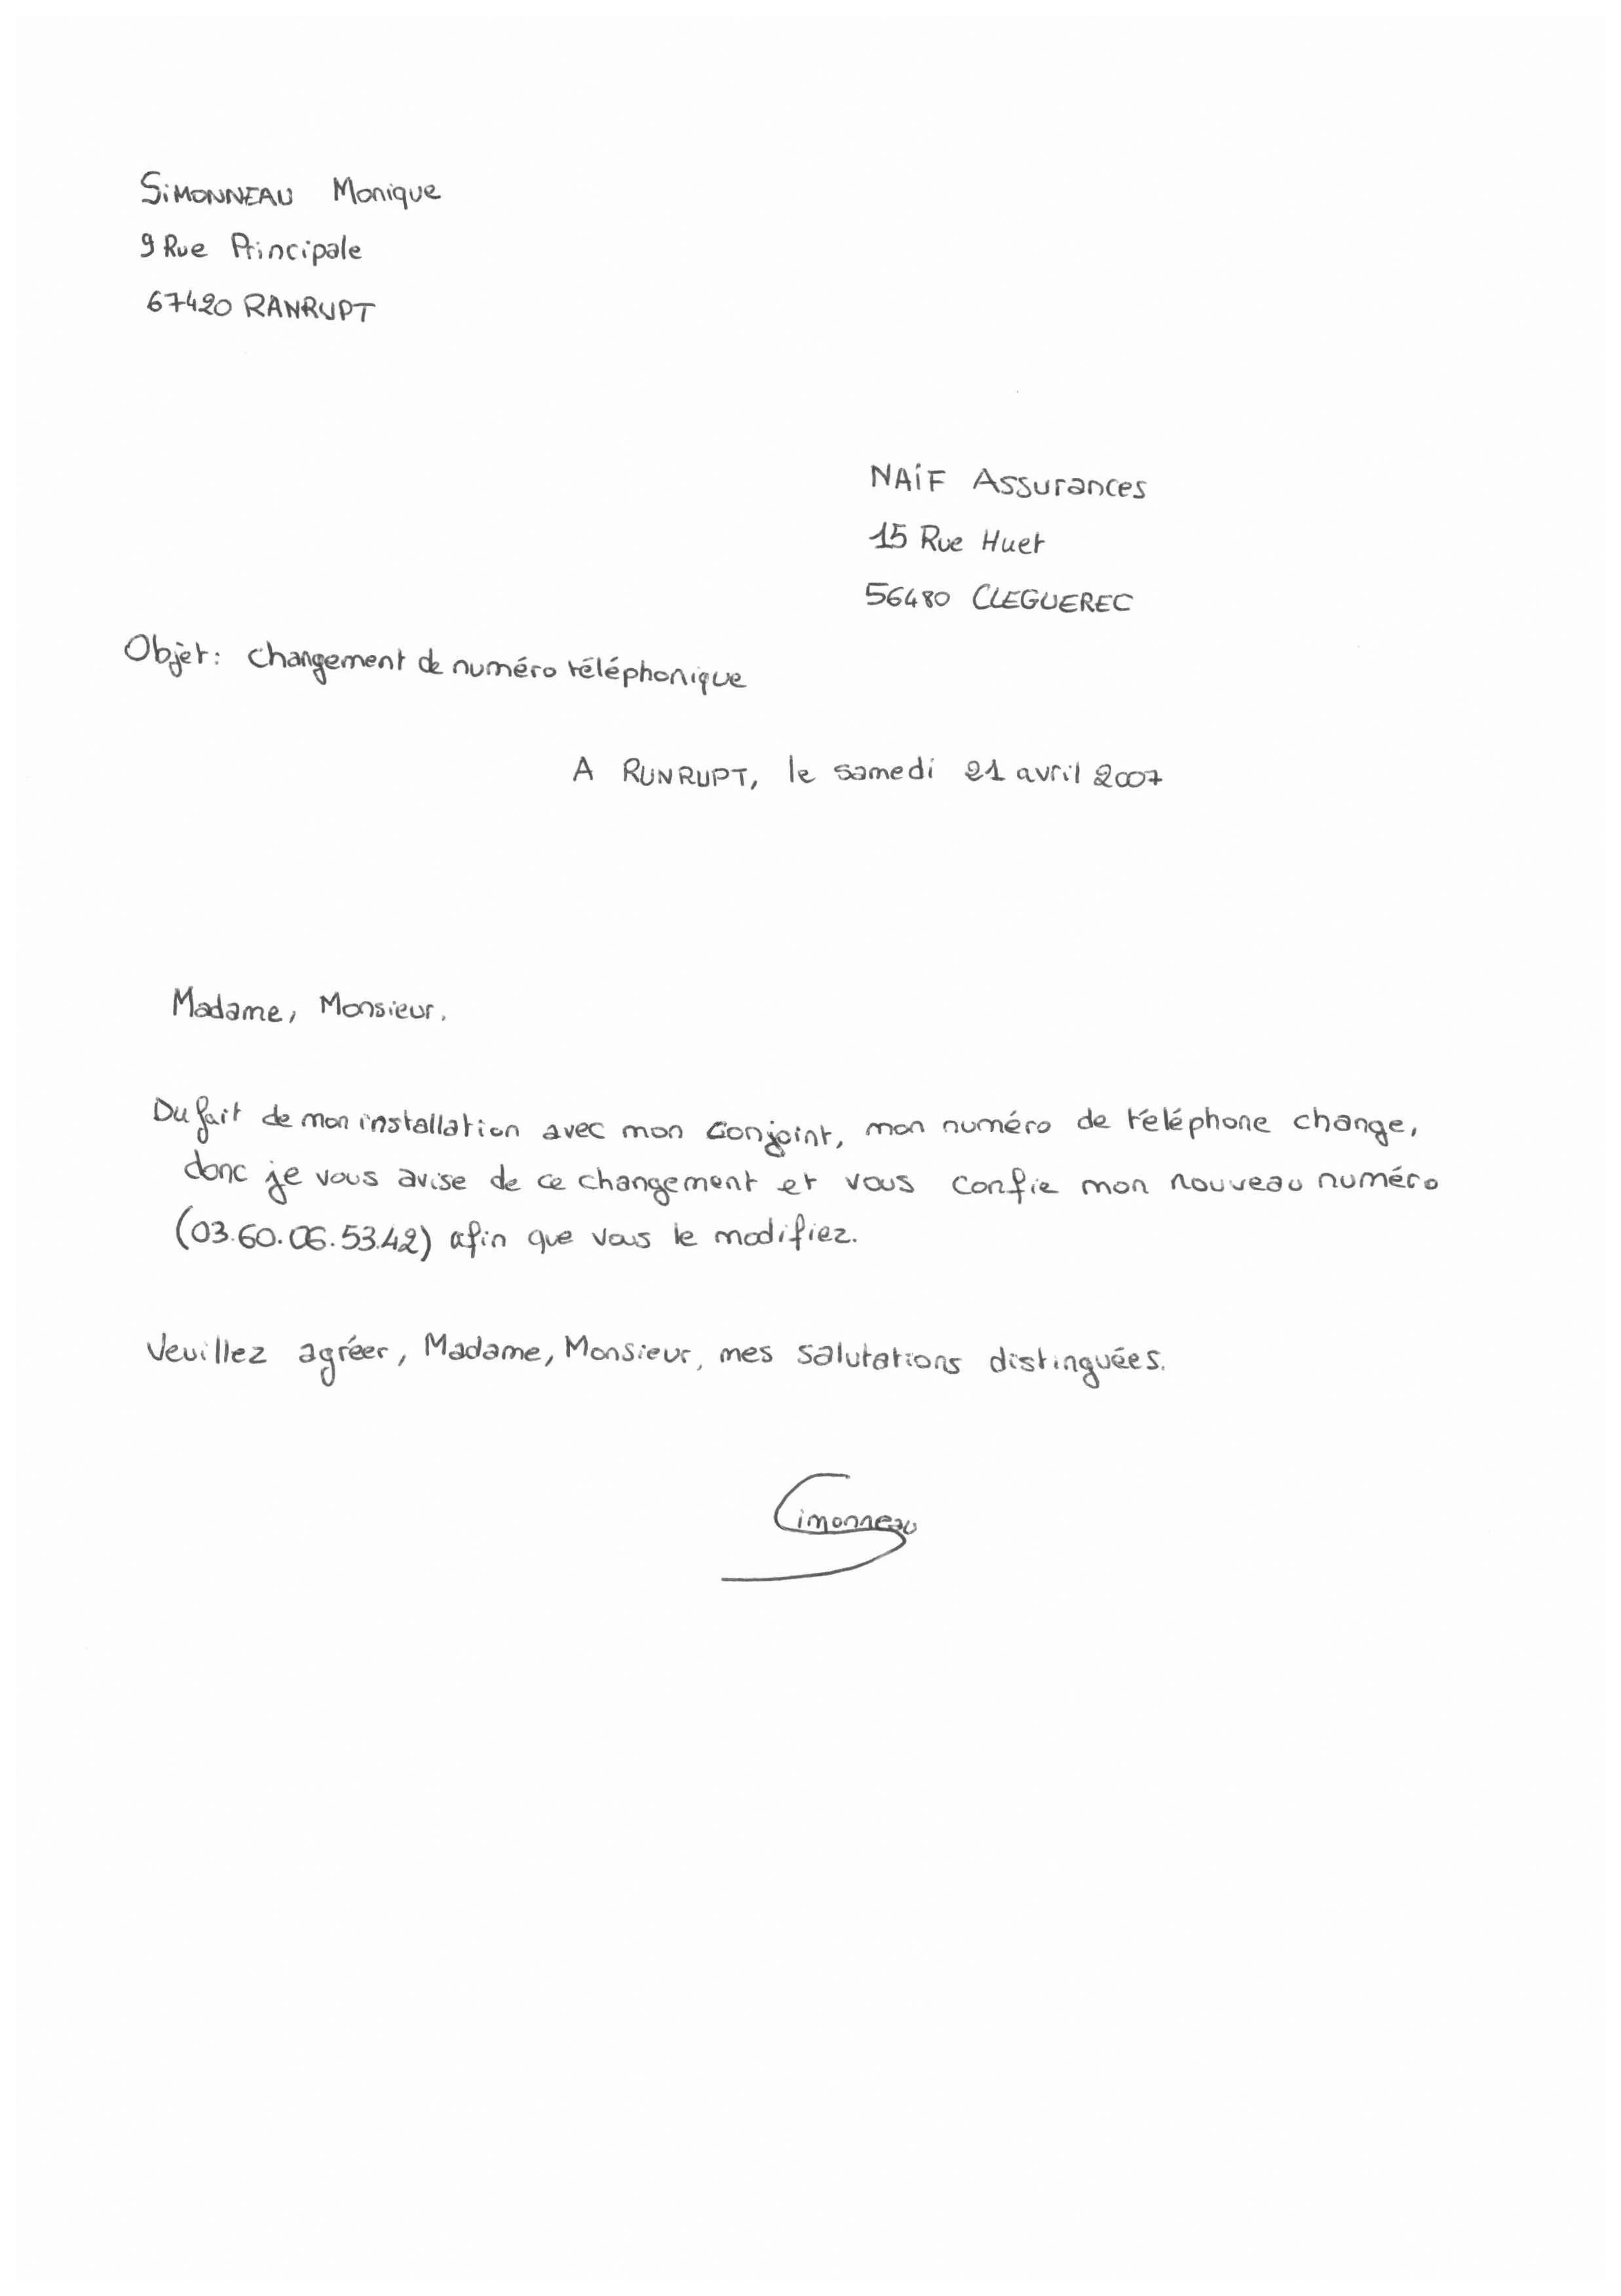 SiMONNEAU Monique
9 Rue Principale
67420 RANRUPT
NAiF Assurances
15 Rue Huet
56480 CLEGUEREC
Objet: changement de numéro téléphonique
A RUNRUPT, le samedi 21 avril 2007
Madame, Monsieur,
Du fait de mon installation avec mon conjoint, mon numéro de téléphone change,
donc je vous avise de ce changement et vous confie mon nouveau numéro
(03.60.06.53.42) afin que vous le modifiez.
Veuillez agréer, Madame, Monsieur, mes salutations distinguées.
Simonneau